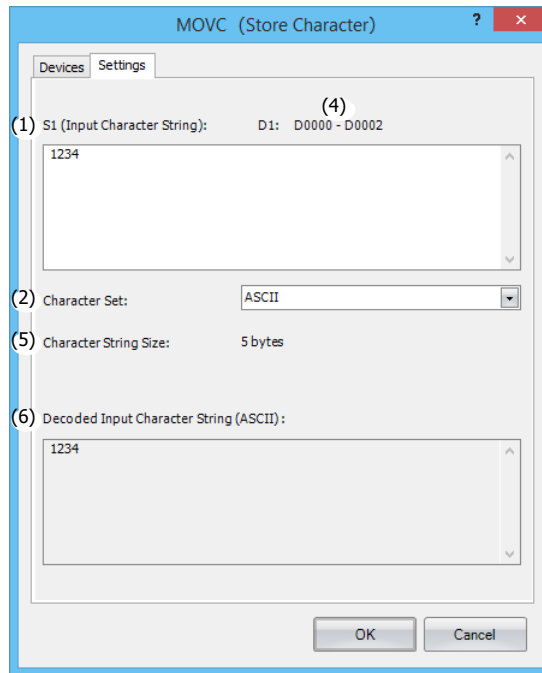 MOVC (Store Character)
? ×
Devices Settings
(4)
(1) S1 (Input Character String): D1: D0000 - D0002
1234
(2) Character Set: ASCII
(5) Character String Size: 5 bytes
(6) Decoded Input Character String (ASCII) :
1234
OK Cancel